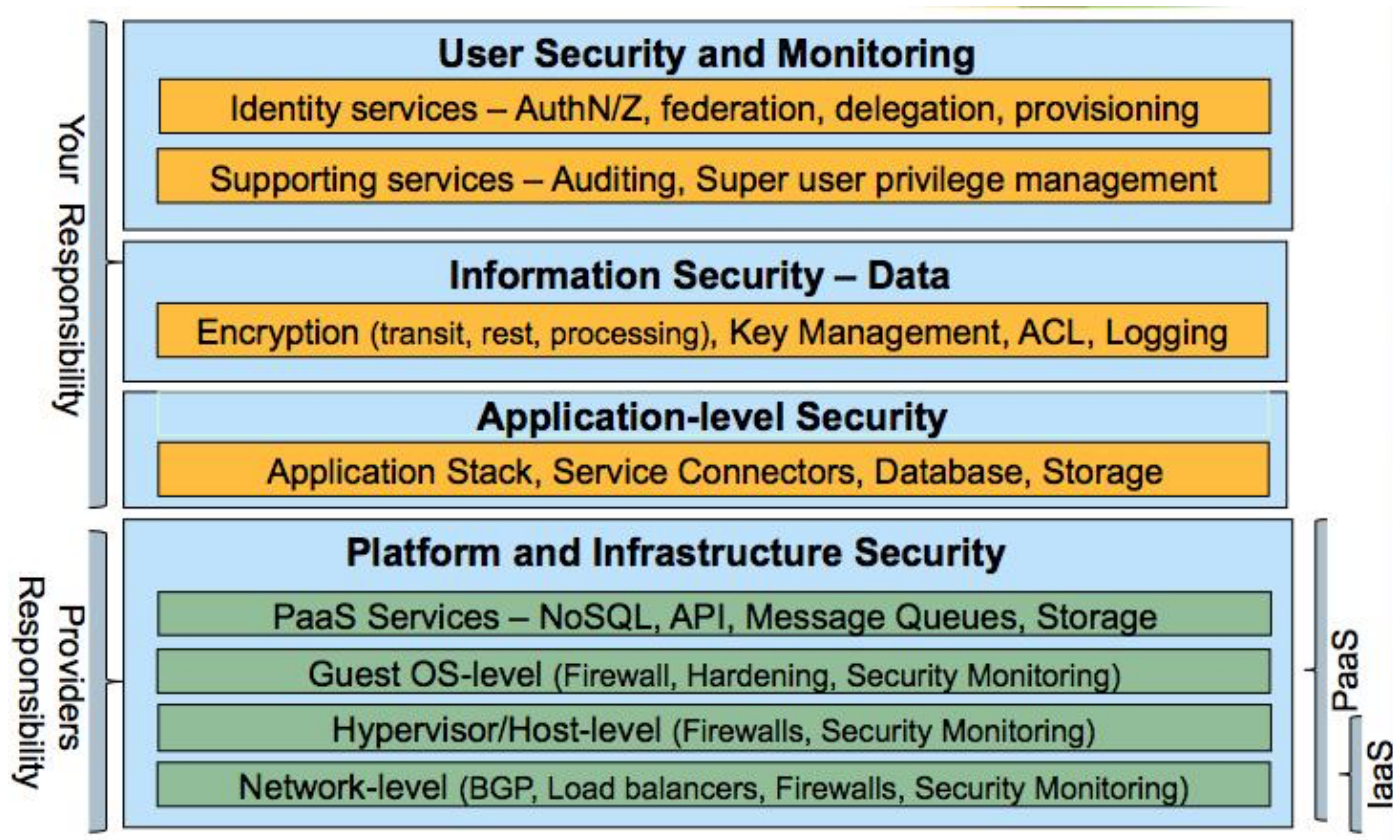 User Security and Monitoring
Identity services – AuthN/Z, federation, delegation, provisioning
Supporting services – Auditing, Super user privilege management
Your Responsibility
Information Security – Data
Encryption (transit, rest, processing), Key Management, ACL, Logging
Application-level Security
Application Stack, Service Connectors, Database, Storage
Platform and Infrastructure Security
PaaS Services – NoSQL, API, Message Queues, Storage
Guest OS-level (Firewall, Hardening, Security Monitoring)
Hypervisor/Host-level (Firewalls, Security Monitoring)
Network-level (BGP, Load balancers, Firewalls, Security Monitoring)
Providers
Responsibility
PaaS
IaaS